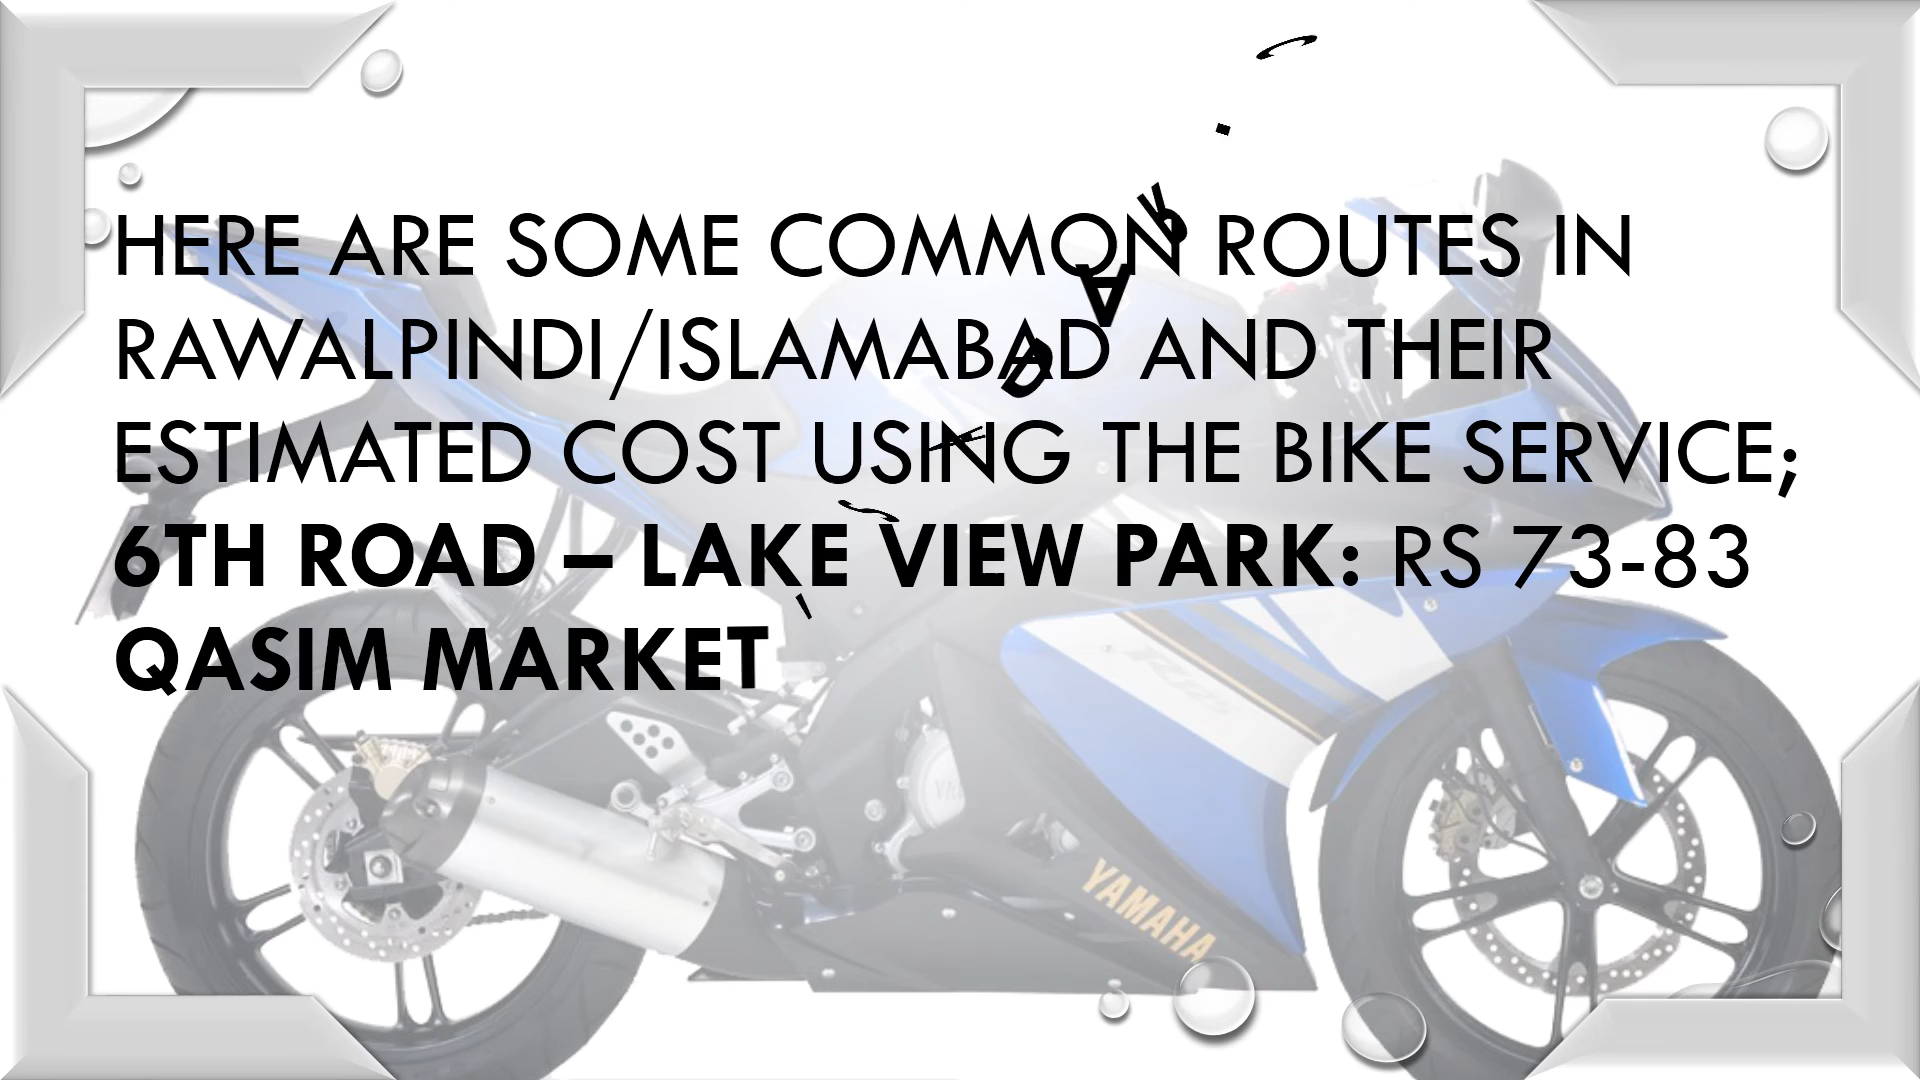 HERE ARE SOME COMMON ROUTES IN
RAWALPINDI/ISLAMABAD AND THEIR
ESTIMATED COST USING THE BIKE SERVICE;
6TH ROAD – LAKE VIEW PARK: RS 73-83
QASIM MARKET
YAMAHA